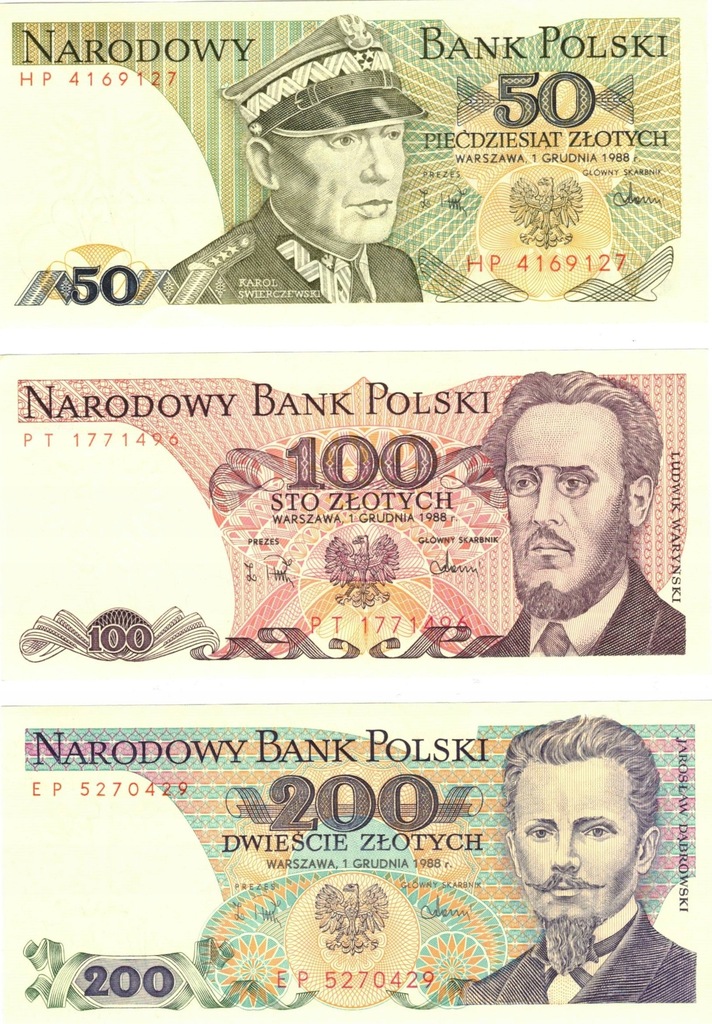 NARODOWY BANK POLSKI
HP 4169127
50
PIEĆDZIESIAT ZŁOTYCH
WARSZAWA, 1 GRUDNIA 1988 r.
PREZES GŁÓWNY SKARBNIK
HP 4169127
50
KAROL
ŚWIERCZEWSKI
NARODOWY BANK POLSKI
PT 1771496
100
STO ZŁOTYCH
WARSZAWA, 1 GRUDNIA 1988 r.
PREZES GŁÓWNY SKARBNIK
LUDWIK WARYŃSKI
100
PT 1771496
NARODOWY BANK POLSKI
EP 5270429
200
DWIEŚCIE ZŁOTYCH
WARSZAWA, 1 GRUDNIA 1988 r.
PREZES GŁÓWNY SKARBNIK
JAROSŁAW DĄBROWSKI
200
EP 5270429